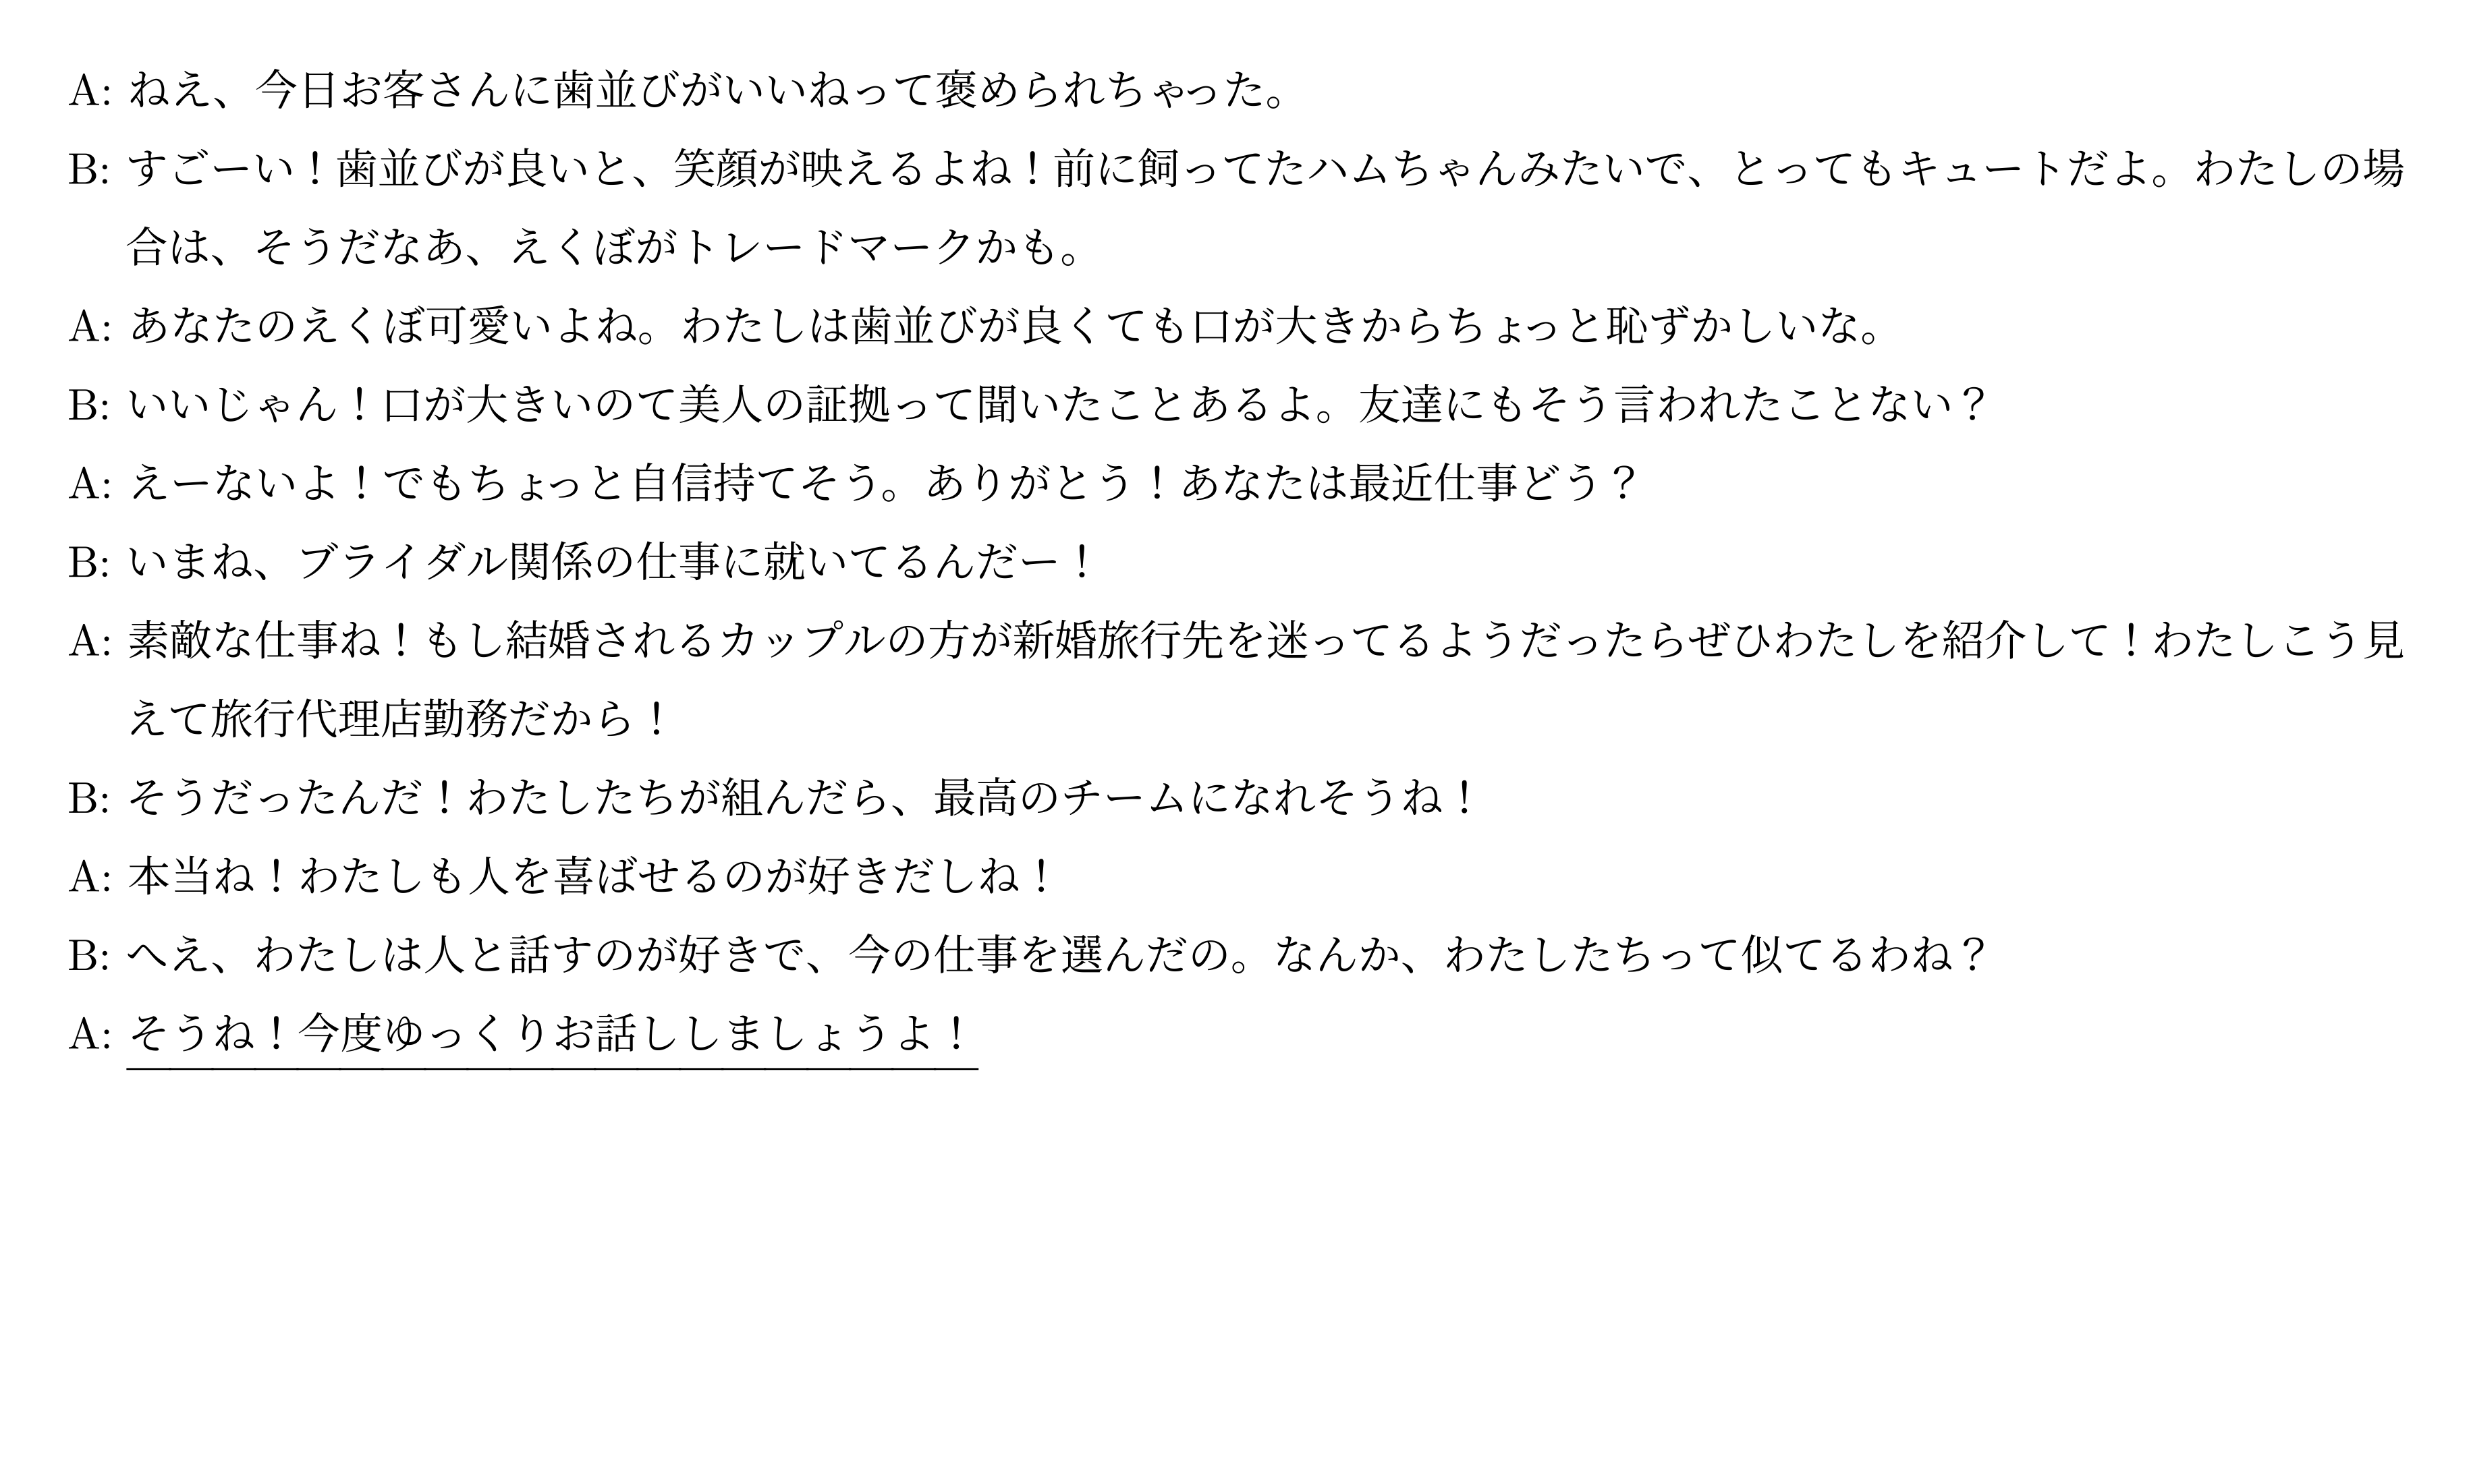 A: ねえ、今日お客さんに歯並びがいいねって褒められちゃった。
B: すごーい！歯並びが良いと、笑顔が映えるよね！前に飼ってたハムちゃんみたいで、とってもキュートだよ。わたしの場
合は、そうだなあ、えくぼがトレードマークかも。
A: あなたのえくぼ可愛いよね。わたしは歯並びが良くても口が大きからちょっと恥ずかしいな。
B: いいじゃん！口が大きいのて美人の証拠って聞いたことあるよ。友達にもそう言われたことない？
A: えーないよ！でもちょっと自信持てそう。ありがとう！あなたは最近仕事どう？
B: いまね、ブライダル関係の仕事に就いてるんだー！
A: 素敵な仕事ね！もし結婚されるカップルの方が新婚旅行先を迷ってるようだったらぜひわたしを紹介して！わたしこう見
えて旅行代理店勤務だから！
B: そうだったんだ！わたしたちが組んだら、最高のチームになれそうね！
A: 本当ね！わたしも人を喜ばせるのが好きだしね！
B: へえ、わたしは人と話すのが好きで、今の仕事を選んだの。なんか、わたしたちって似てるわね？
A: そうね！今度ゆっくりお話ししましょうよ！